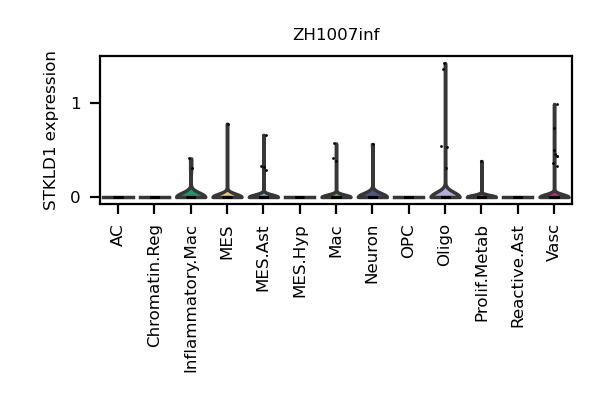 ZH1007inf
STKLD1 expression
1
0
AC
Chromatin.Reg
Inflammatory.Mac
MES
MES.Ast
MES.Hyp
Mac
Neuron
OPC
Oligo
Prolif.Metab
Reactive.Ast
Vasc